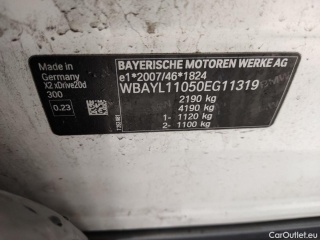 Made in
Germany
X2 xDrive20d
300
0.23
BAYERISCHE MOTOREN WERKE AG
e1*2007/46*1824
WBAYL11050EG11319
2190 kg
4190 kg
1- 1120 kg
2- 1100 kg
CarOutlet.eu